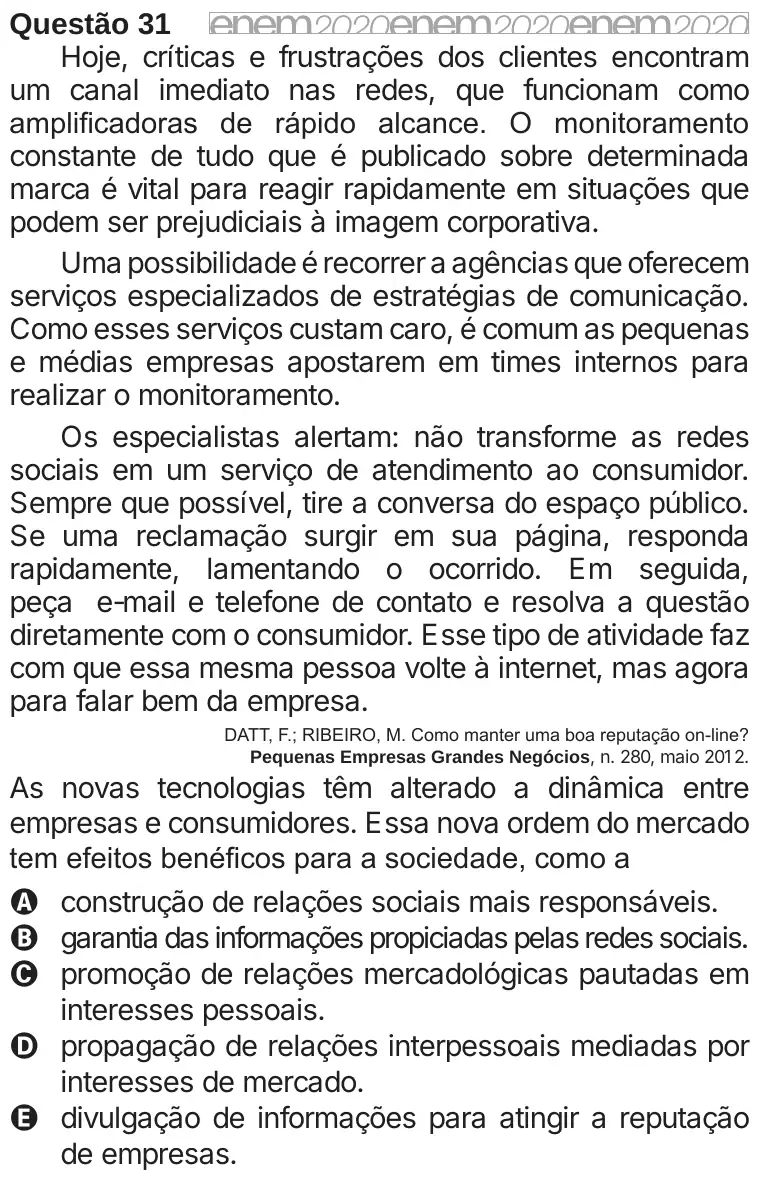 Questão 31 enem2020enem2020enem2020
Hoje, críticas e frustrações dos clientes encontram
um canal imediato nas redes, que funcionam como
amplificadoras de rápido alcance. O monitoramento
constante de tudo que é publicado sobre determinada
marca é vital para reagir rapidamente em situações que
podem ser prejudiciais à imagem corporativa.
Uma possibilidade é recorrer a agências que oferecem
serviços especializados de estratégias de comunicação.
Como esses serviços custam caro, é comum as pequenas
e médias empresas apostarem em times internos para
realizar o monitoramento.
Os especialistas alertam: não transforme as redes
sociais em um serviço de atendimento ao consumidor.
Sempre que possível, tire a conversa do espaço público.
Se uma reclamação surgir em sua página, responda
rapidamente, lamentando o ocorrido. Em seguida,
peça e-mail e telefone de contato e resolva a questão
diretamente com o consumidor. Esse tipo de atividade faz
com que essa mesma pessoa volte à internet, mas agora
para falar bem da empresa.
DATT, F.; RIBEIRO, M. Como manter uma boa reputação on-line?
Pequenas Empresas Grandes Negócios, n. 280, maio 2012.
As novas tecnologias têm alterado a dinâmica entre
empresas e consumidores. Essa nova ordem do mercado
tem efeitos benéficos para a sociedade, como a
A construção de relações sociais mais responsáveis.
B garantia das informações propiciadas pelas redes sociais.
C promoção de relações mercadológicas pautadas em
interesses pessoais.
D propagação de relações interpessoais mediadas por
interesses de mercado.
E divulgação de informações para atingir a reputação
de empresas.